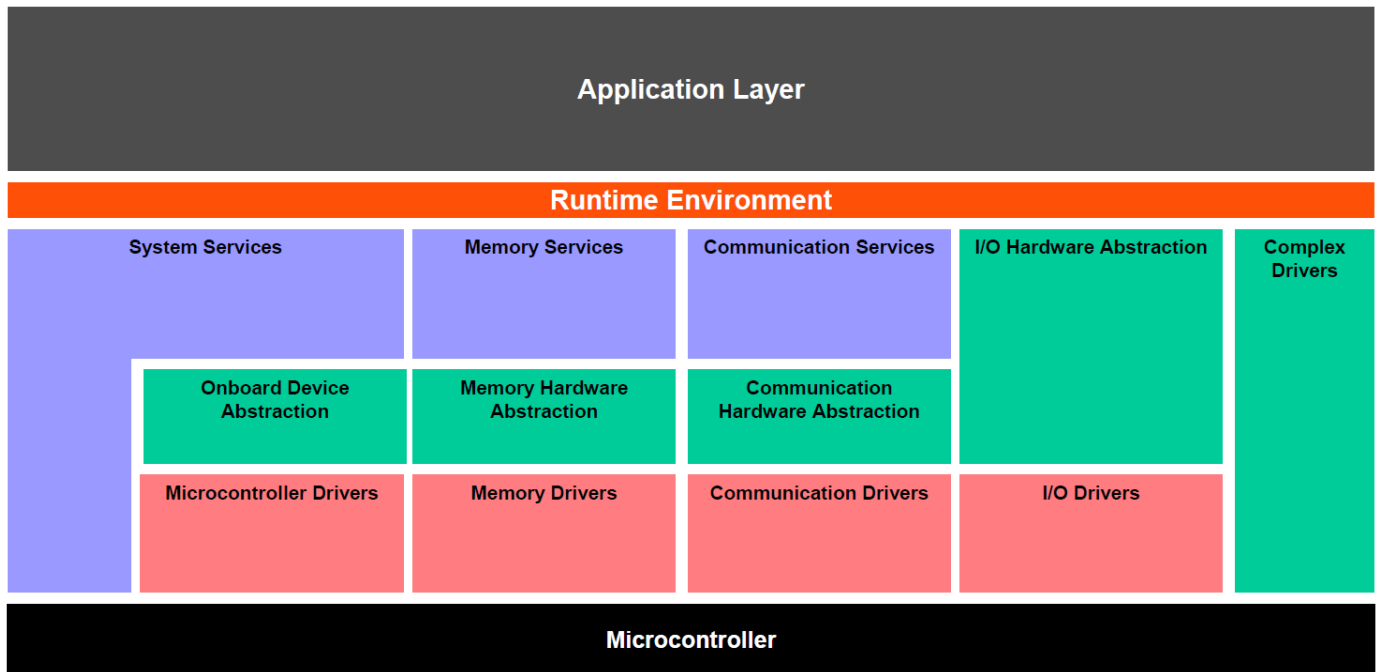 Application Layer
Runtime Environment
System Services
Memory Services
Communication Services
I/O Hardware Abstraction
Complex
Drivers
Onboard Device
Abstraction
Memory Hardware
Abstraction
Communication
Hardware Abstraction
Microcontroller Drivers
Memory Drivers
Communication Drivers
I/O Drivers
Microcontroller